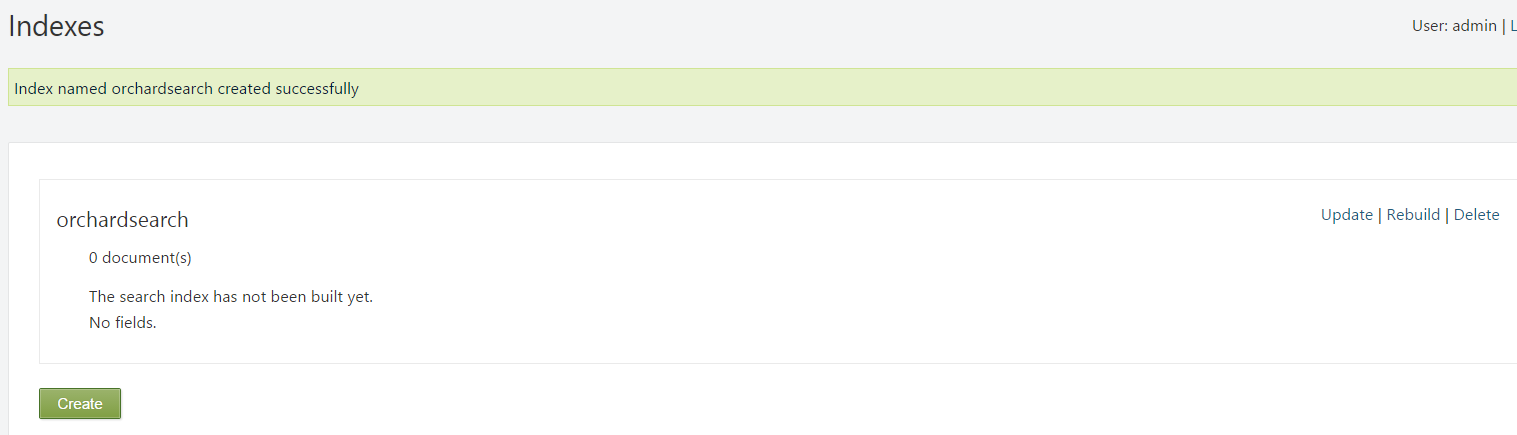 Indexes
User: admin | L
Index named orchardsearch created successfully
orchardsearch
Update | Rebuild | Delete
0 document(s)
The search index has not been built yet.
No fields.
Create